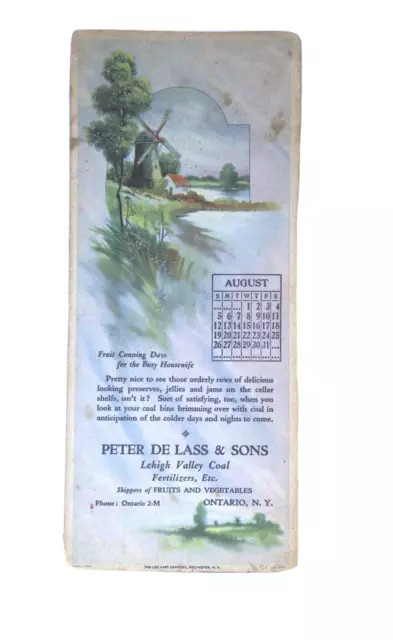 AUGUST
S M T W T F S
... ... ... 1 2 3 4
5 6 7 8 9 10 11
12 13 14 15 16 17 18
19 20 21 22 23 24 25
26 27 28 29 30 31 ...
Fruit Canning Days
for the Busy Housewife
Pretty nice to see those orderly rows of delicious
looking preserves, jellies and jams on the cellar
shelfs, isn't it? Sort of satisfying, too, when you
look at your coal bins brimming over with coal in
anticipation of the colder days and nights to come.
PETER DE LASS & SONS
Lehigh Valley Coal
Fertilizers, Etc.
Shippers of FRUITS AND VEGETABLES
Phone: Ontario 2-M ONTARIO, N. Y.
ROCHESTER, N. Y.